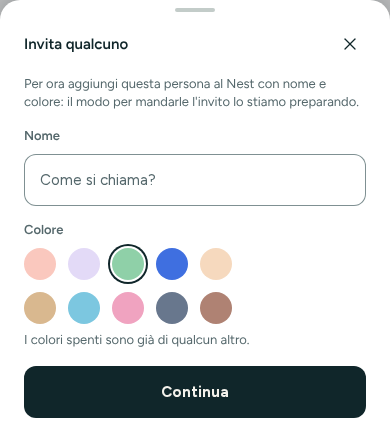 Invita qualcuno
Per ora aggiungi questa persona al Nest con nome e
colore: il modo per mandarle l'invito lo stiamo preparando.
Nome
Come si chiama?
Colore
I colori spenti sono già di qualcun altro.
Continua